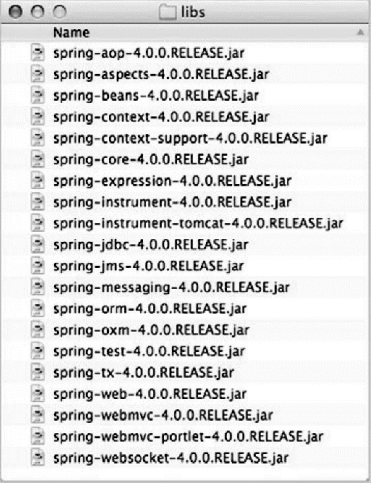 libs
Name
spring-aop-4.0.0.RELEASE.jar
spring-aspects-4.0.0.RELEASE.jar
spring-beans-4.0.0.RELEASE.jar
spring-context-4.0.0.RELEASE.jar
spring-context-support-4.0.0.RELEASE.jar
spring-core-4.0.0.RELEASE.jar
spring-expression-4.0.0.RELEASE.jar
spring-instrument-4.0.0.RELEASE.jar
spring-instrument-tomcat-4.0.0.RELEASE.jar
spring-jdbc-4.0.0.RELEASE.jar
spring-jms-4.0.0.RELEASE.jar
spring-messaging-4.0.0.RELEASE.jar
spring-orm-4.0.0.RELEASE.jar
spring-oxm-4.0.0.RELEASE.jar
spring-test-4.0.0.RELEASE.jar
spring-tx-4.0.0.RELEASE.jar
spring-web-4.0.0.RELEASE.jar
spring-webmvc-4.0.0.RELEASE.jar
spring-webmvc-portlet-4.0.0.RELEASE.jar
spring-websocket-4.0.0.RELEASE.jar